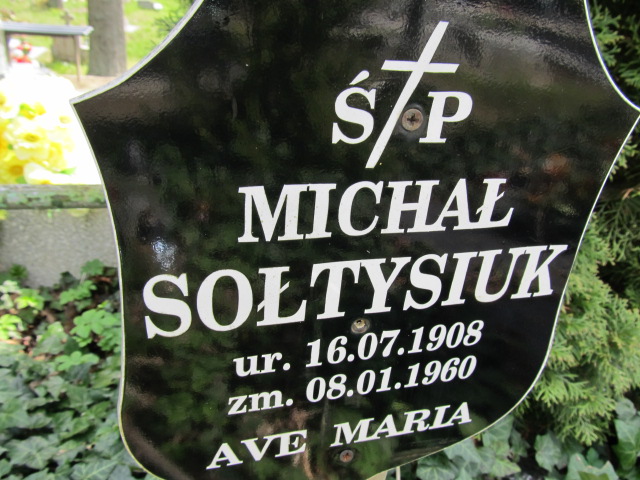 Ś P
MICHAŁ
SOŁTYSIUK
ur. 16.07.1908
zm. 08.01.1960
AVE MARIA